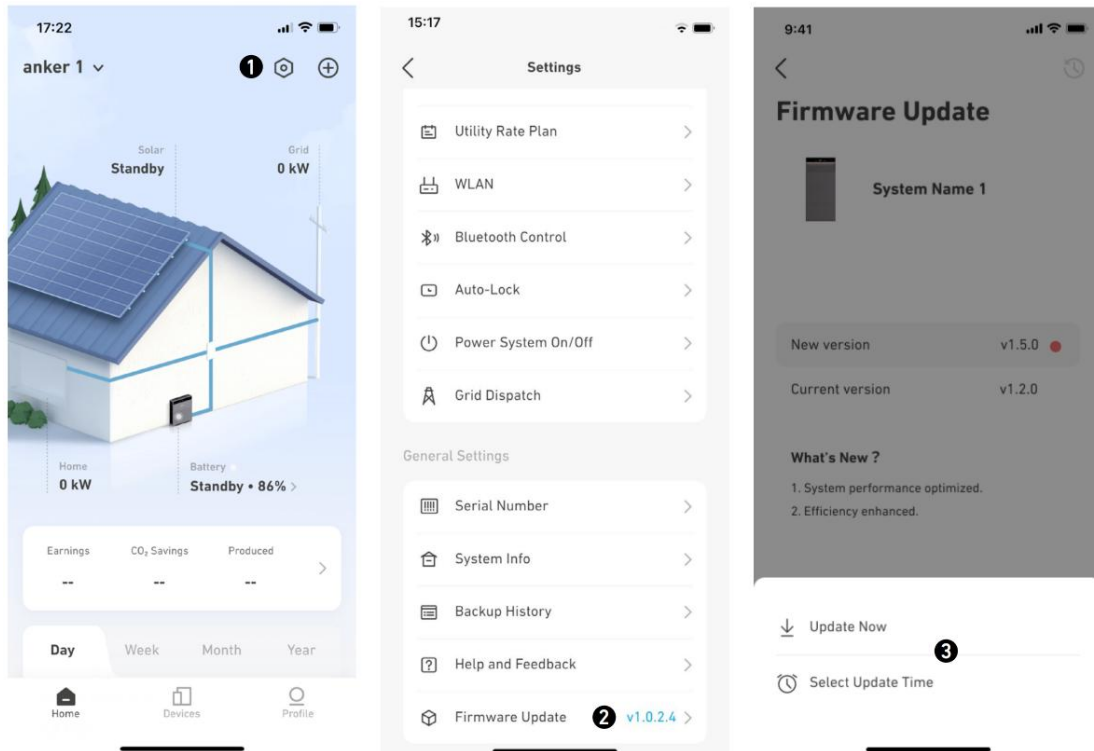 17:22
anker 1
1
Solar
Standby
Grid
0 kW
Home
0 kW
Battery
Standby • 86% >
Earnings
CO₂ Savings
Produced
--
--
--
Day
Week
Month
Year
Home
Devices
Profile
15:17
Settings
Utility Rate Plan
WLAN
Bluetooth Control
Auto-Lock
Power System On/Off
Grid Dispatch
General Settings
Serial Number
System Info
Backup History
Help and Feedback
Firmware Update 2 v1.0.2.4
9:41
Firmware Update
System Name 1
New version v1.5.0
Current version v1.2.0
What's New ?
1. System performance optimized.
2. Efficiency enhanced.
Update Now
3
Select Update Time